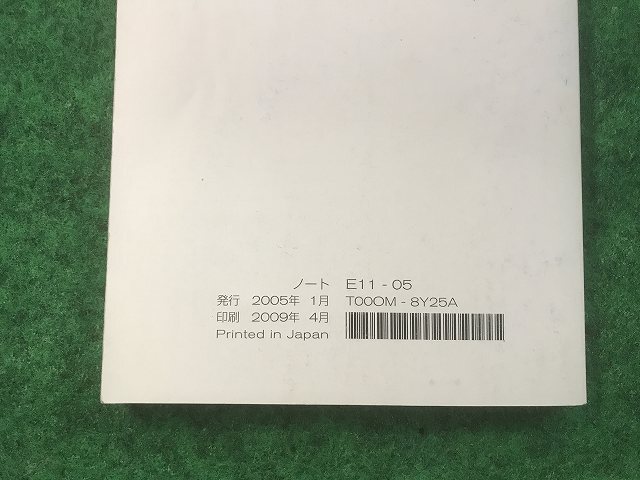 ノート E11 - 05
発行 2005年 1月 T00OM - 8Y25A
印刷 2009年 4月
Printed in Japan